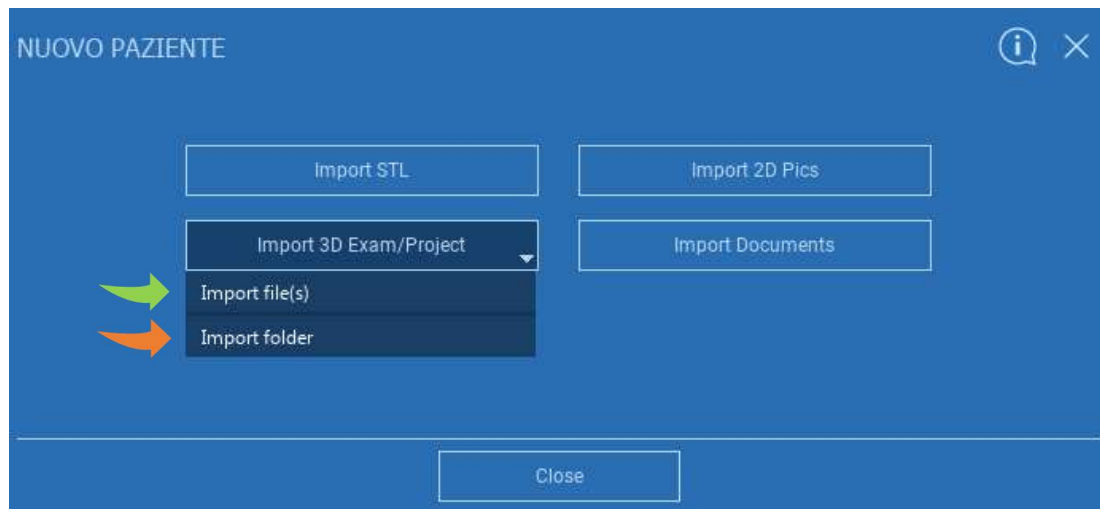 NUOVO PAZIENTE
Import STL
Import 2D Pics
Import 3D Exam/Project
Import Documents
Import file(s)
Import folder
Close